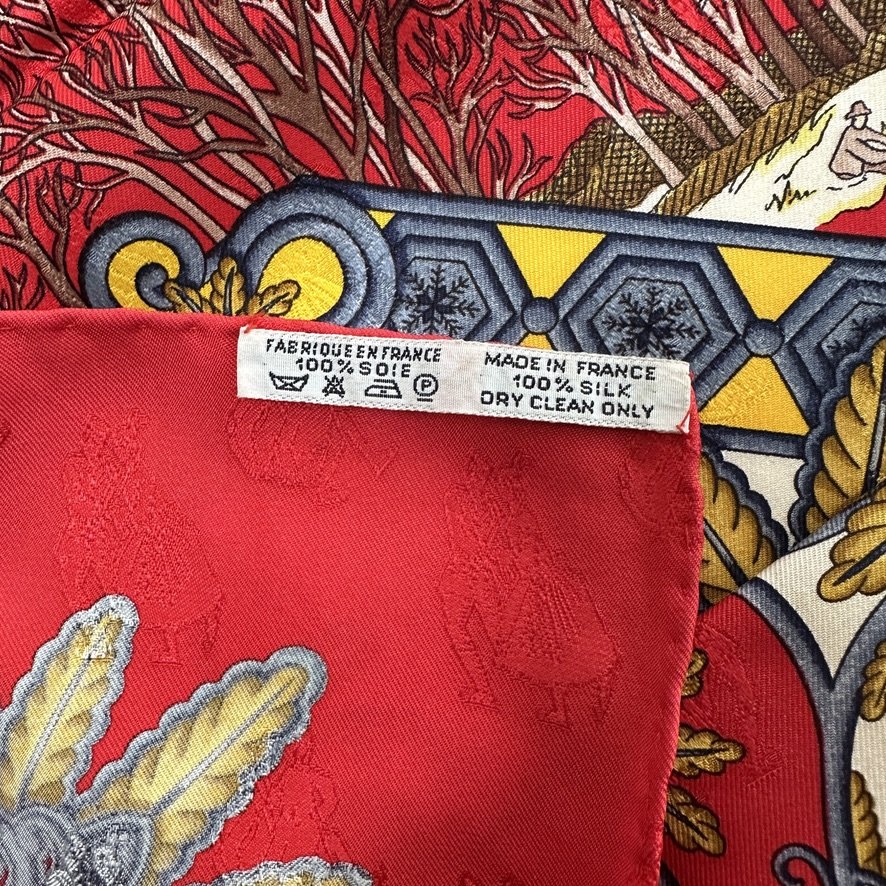 FABRIQUE EN FRANCE
100% SOIE
P
MADE IN FRANCE
100% SILK
DRY CLEAN ONLY